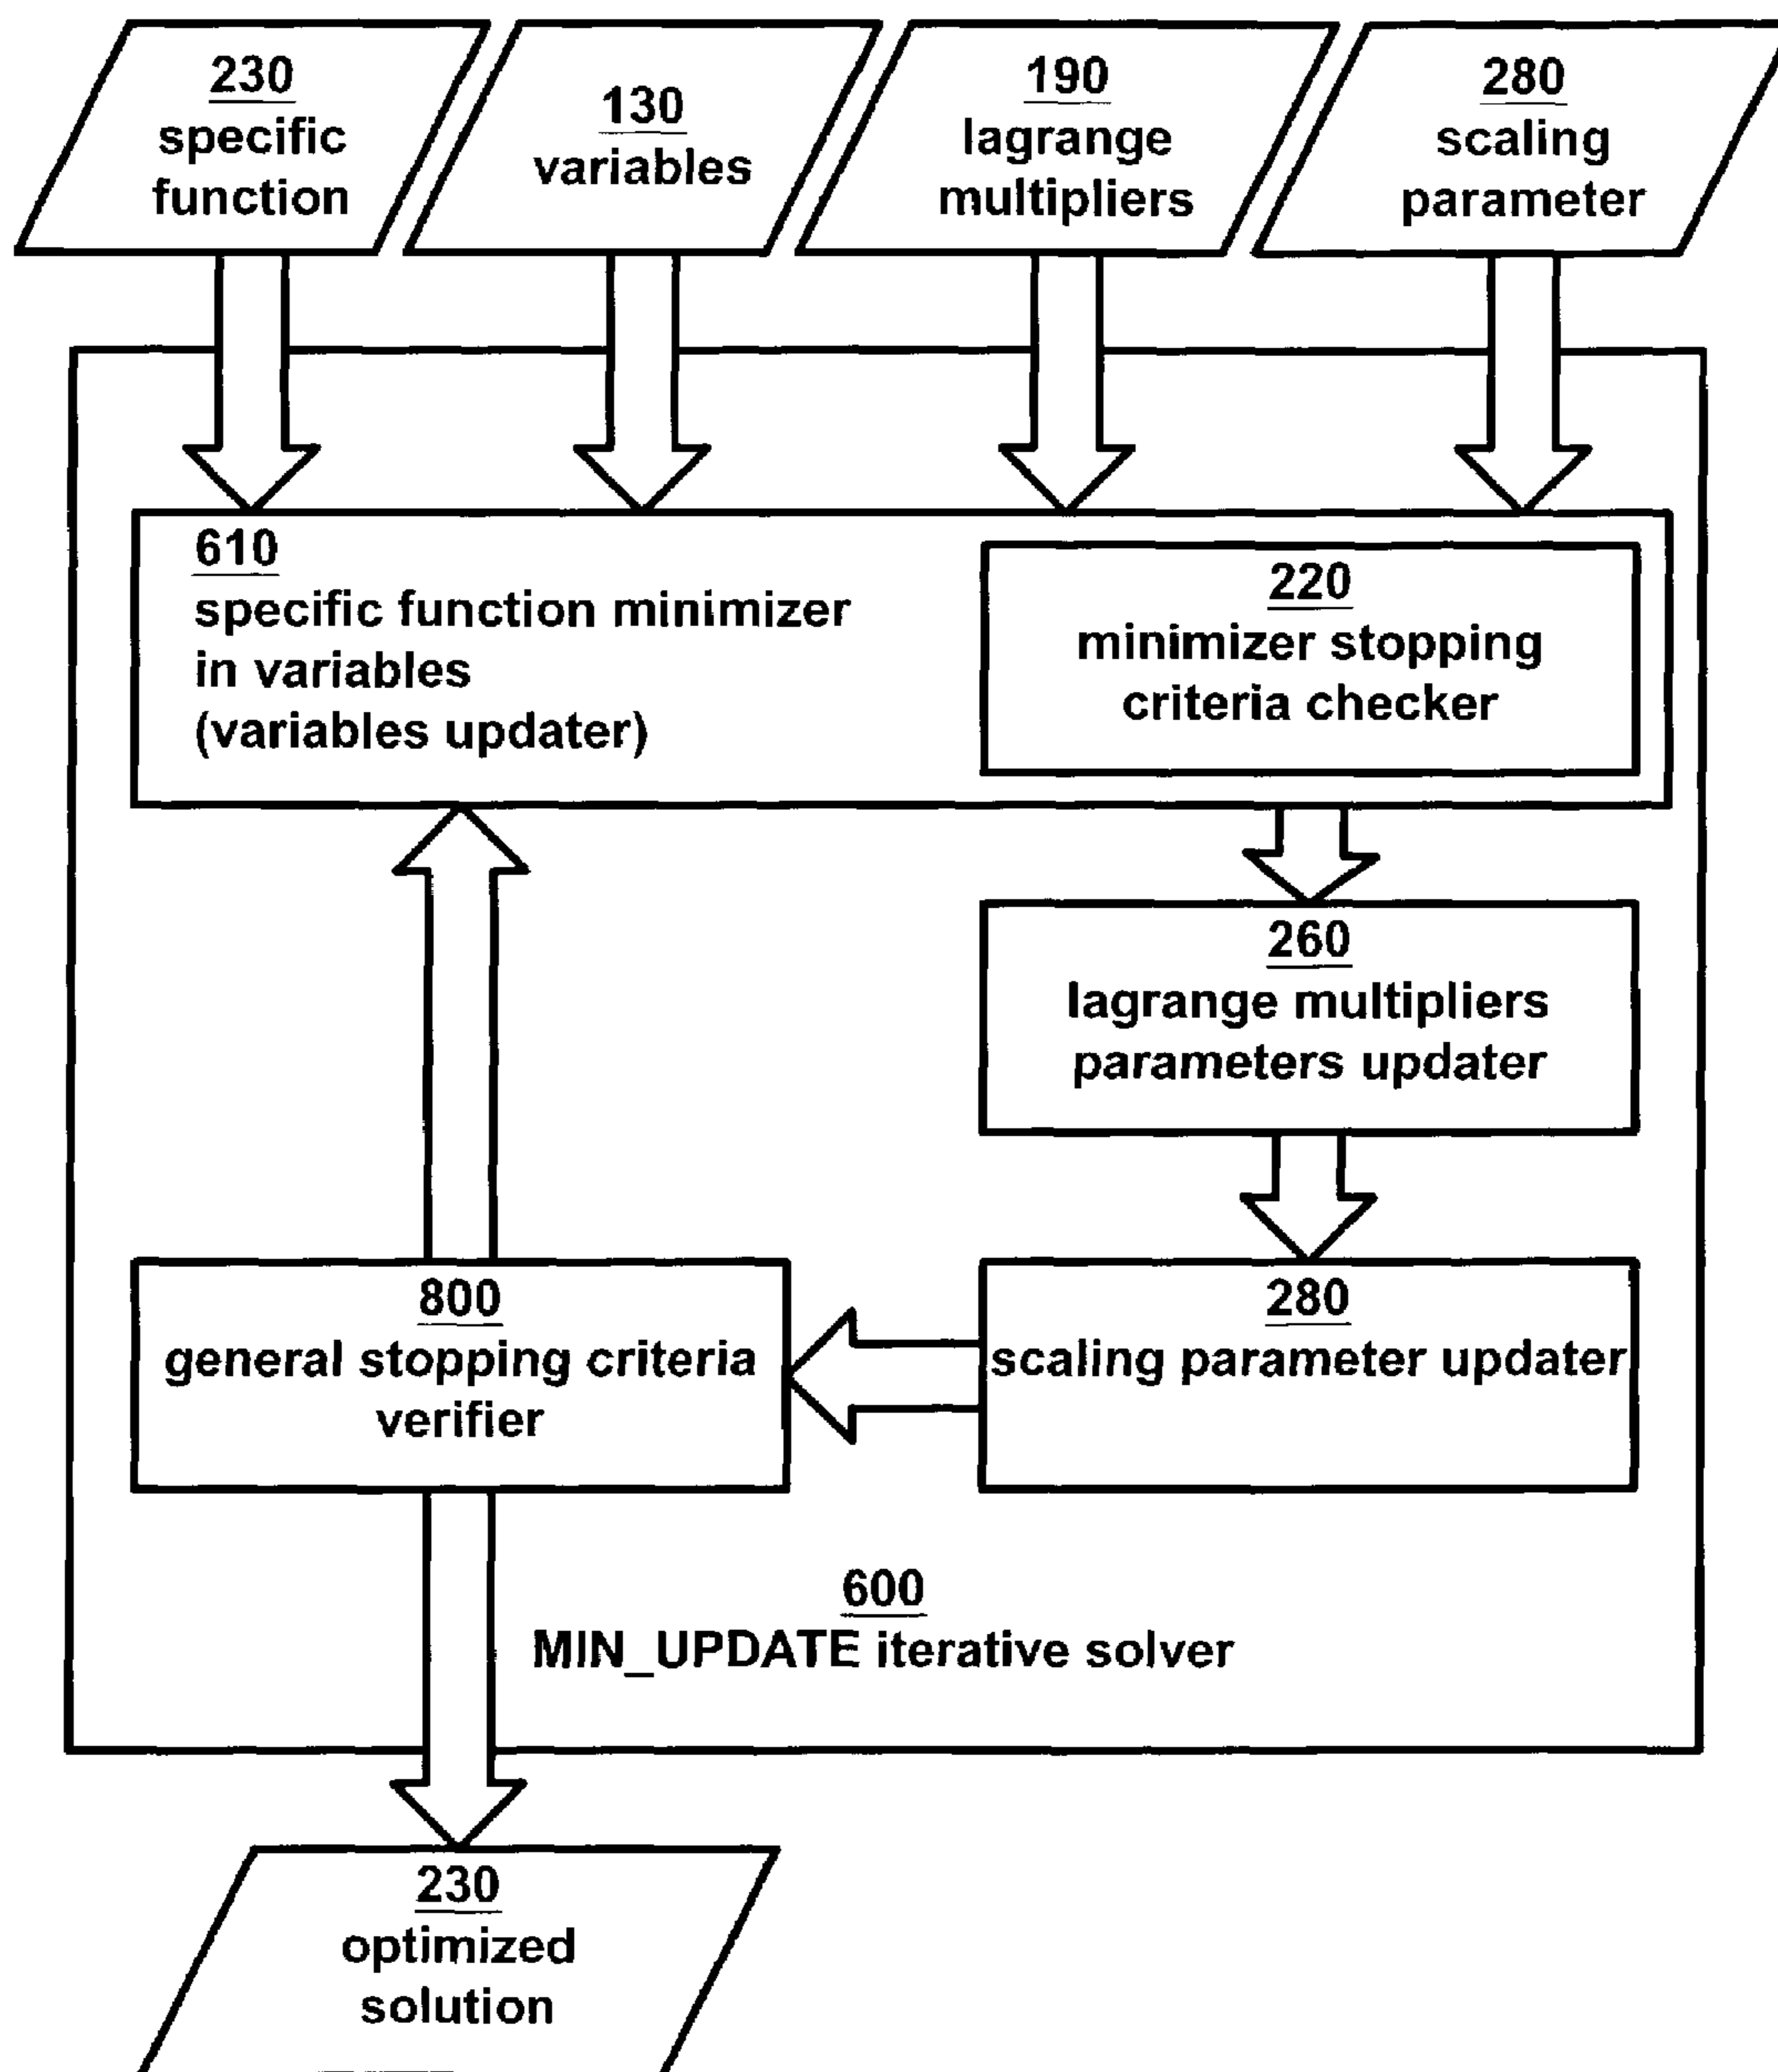 230
specific
function
130
variables
190
lagrange
multipliers
280
scaling
parameter
610
specific function minimizer
in variables
(variables updater)
220
minimizer stopping
criteria checker
260
lagrange multipliers
parameters updater
800
general stopping criteria
verifier
280
scaling parameter updater
600
MIN_UPDATE iterative solver
230
optimized
solution